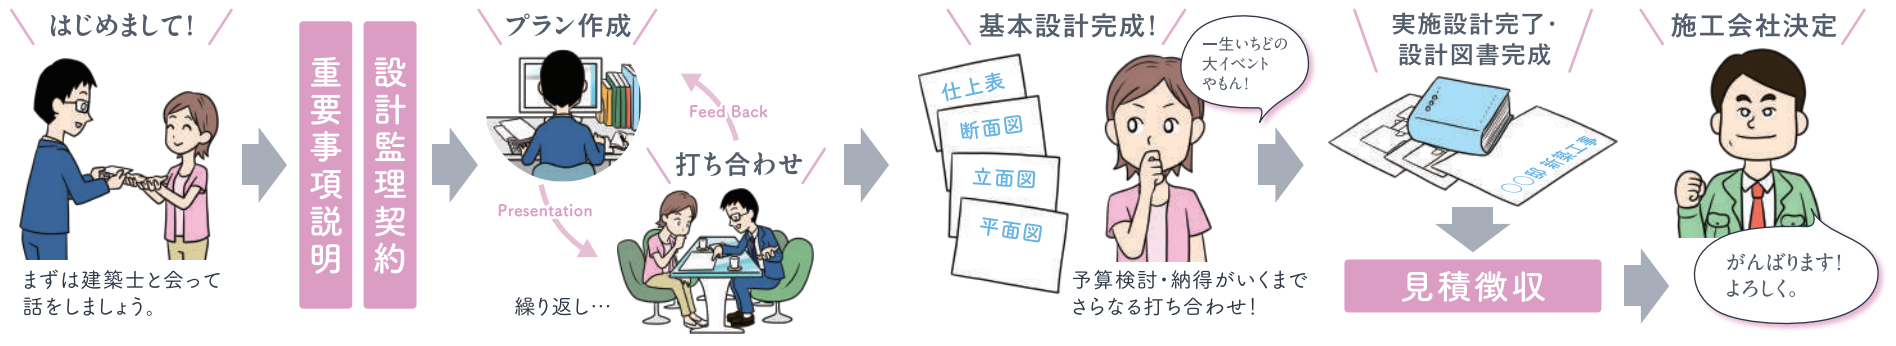 はじめまして!
まずは建築士と会って
話をしましょう。
重要事項説明
設計監理契約
プラン作成
Feed Back
Presentation
打ち合わせ
繰り返し…
基本設計完成!
仕上表
断面図
立面図
平面図
一生いちどの
大イベント
やもん!
予算検討・納得がいくまで
さらなる打ち合わせ!
実施設計完了・
設計図書完成
見積徴収
施工会社決定
がんばります!
よろしく。